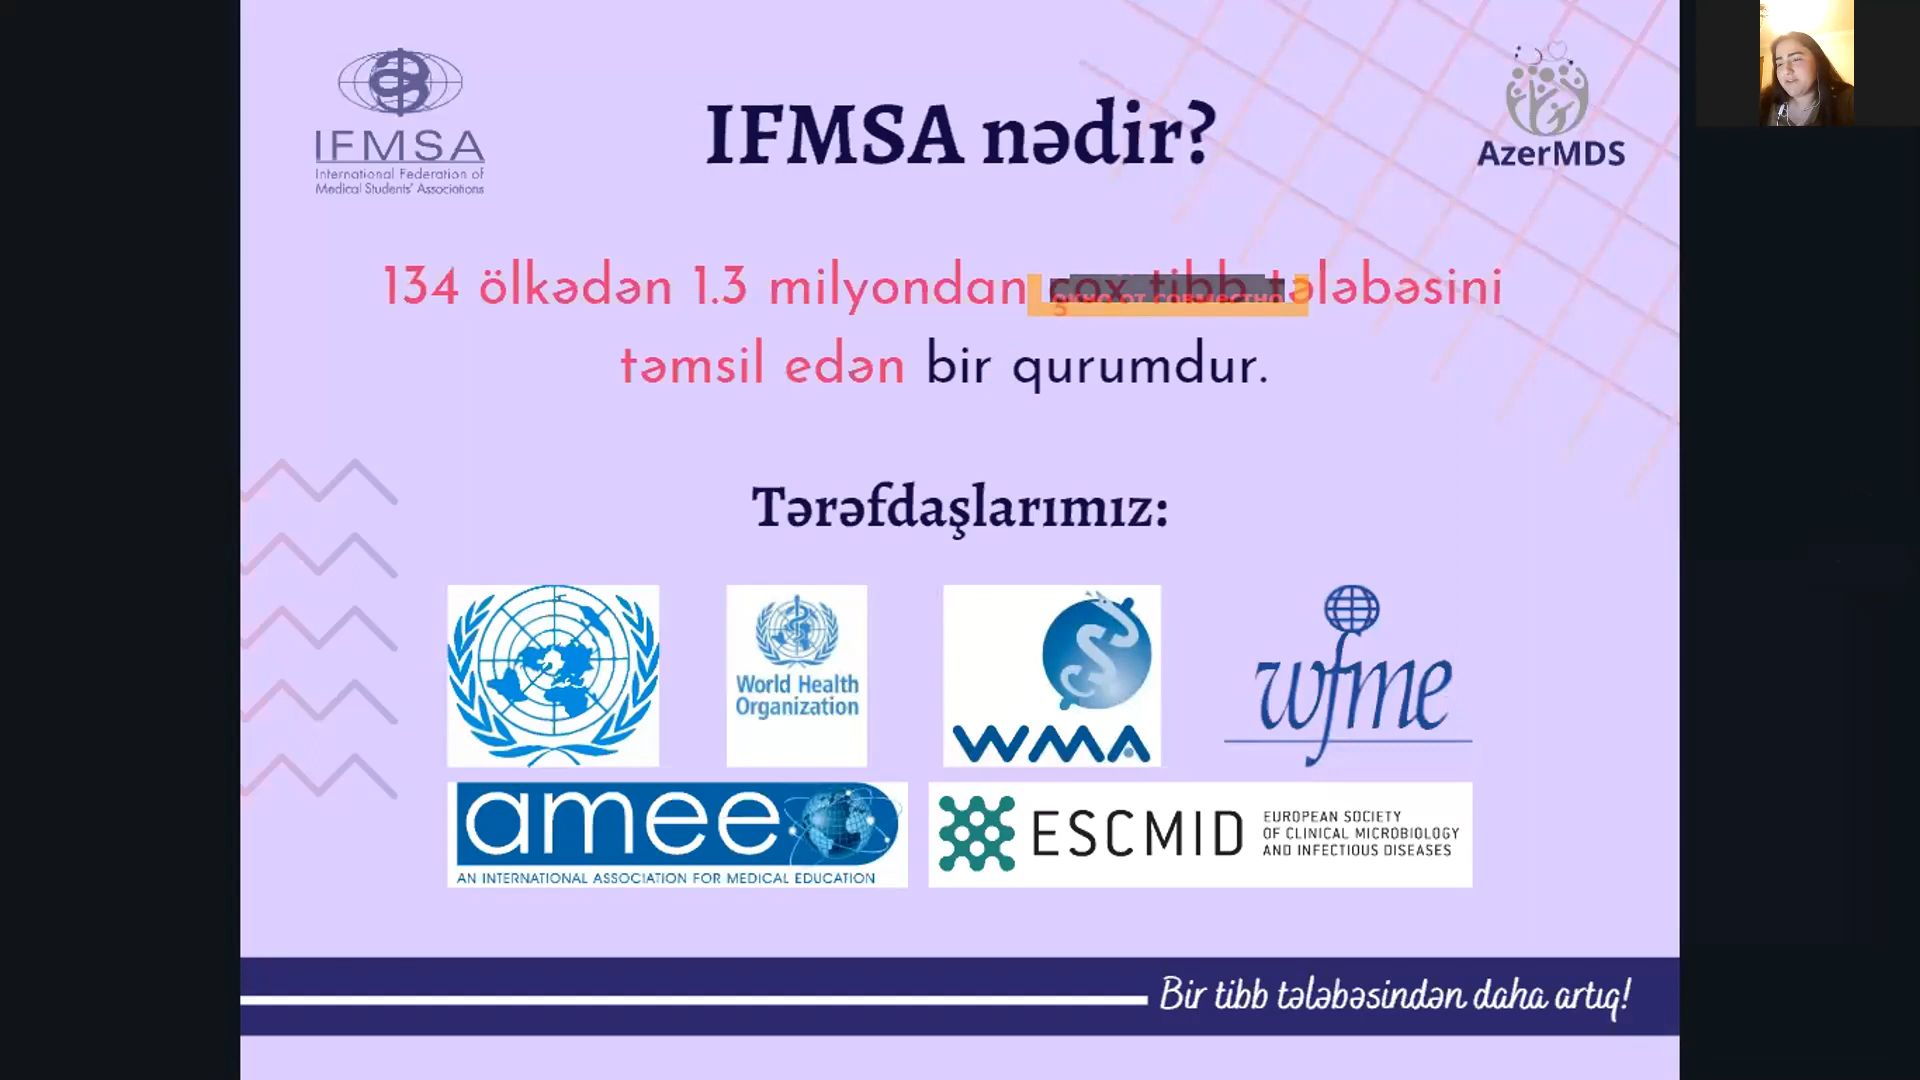 IFMSA
International Federation of
Medical Students' Associations
IFMSA nədir?
AzerMDS
134 ölkədən 1.3 milyondan çox tibb tələbəsini
təmsil edən bir qurumdur.
Tərəfdaşlarımız:
World Health
Organization
WMA
wfme
amee
AN INTERNATIONAL ASSOCIATION FOR MEDICAL EDUCATION
ESCMID
EUROPEAN SOCIETY
OF CLINICAL MICROBIOLOGY
AND INFECTIOUS DISEASES
Bir tibb tələbəsindən daha artıq!